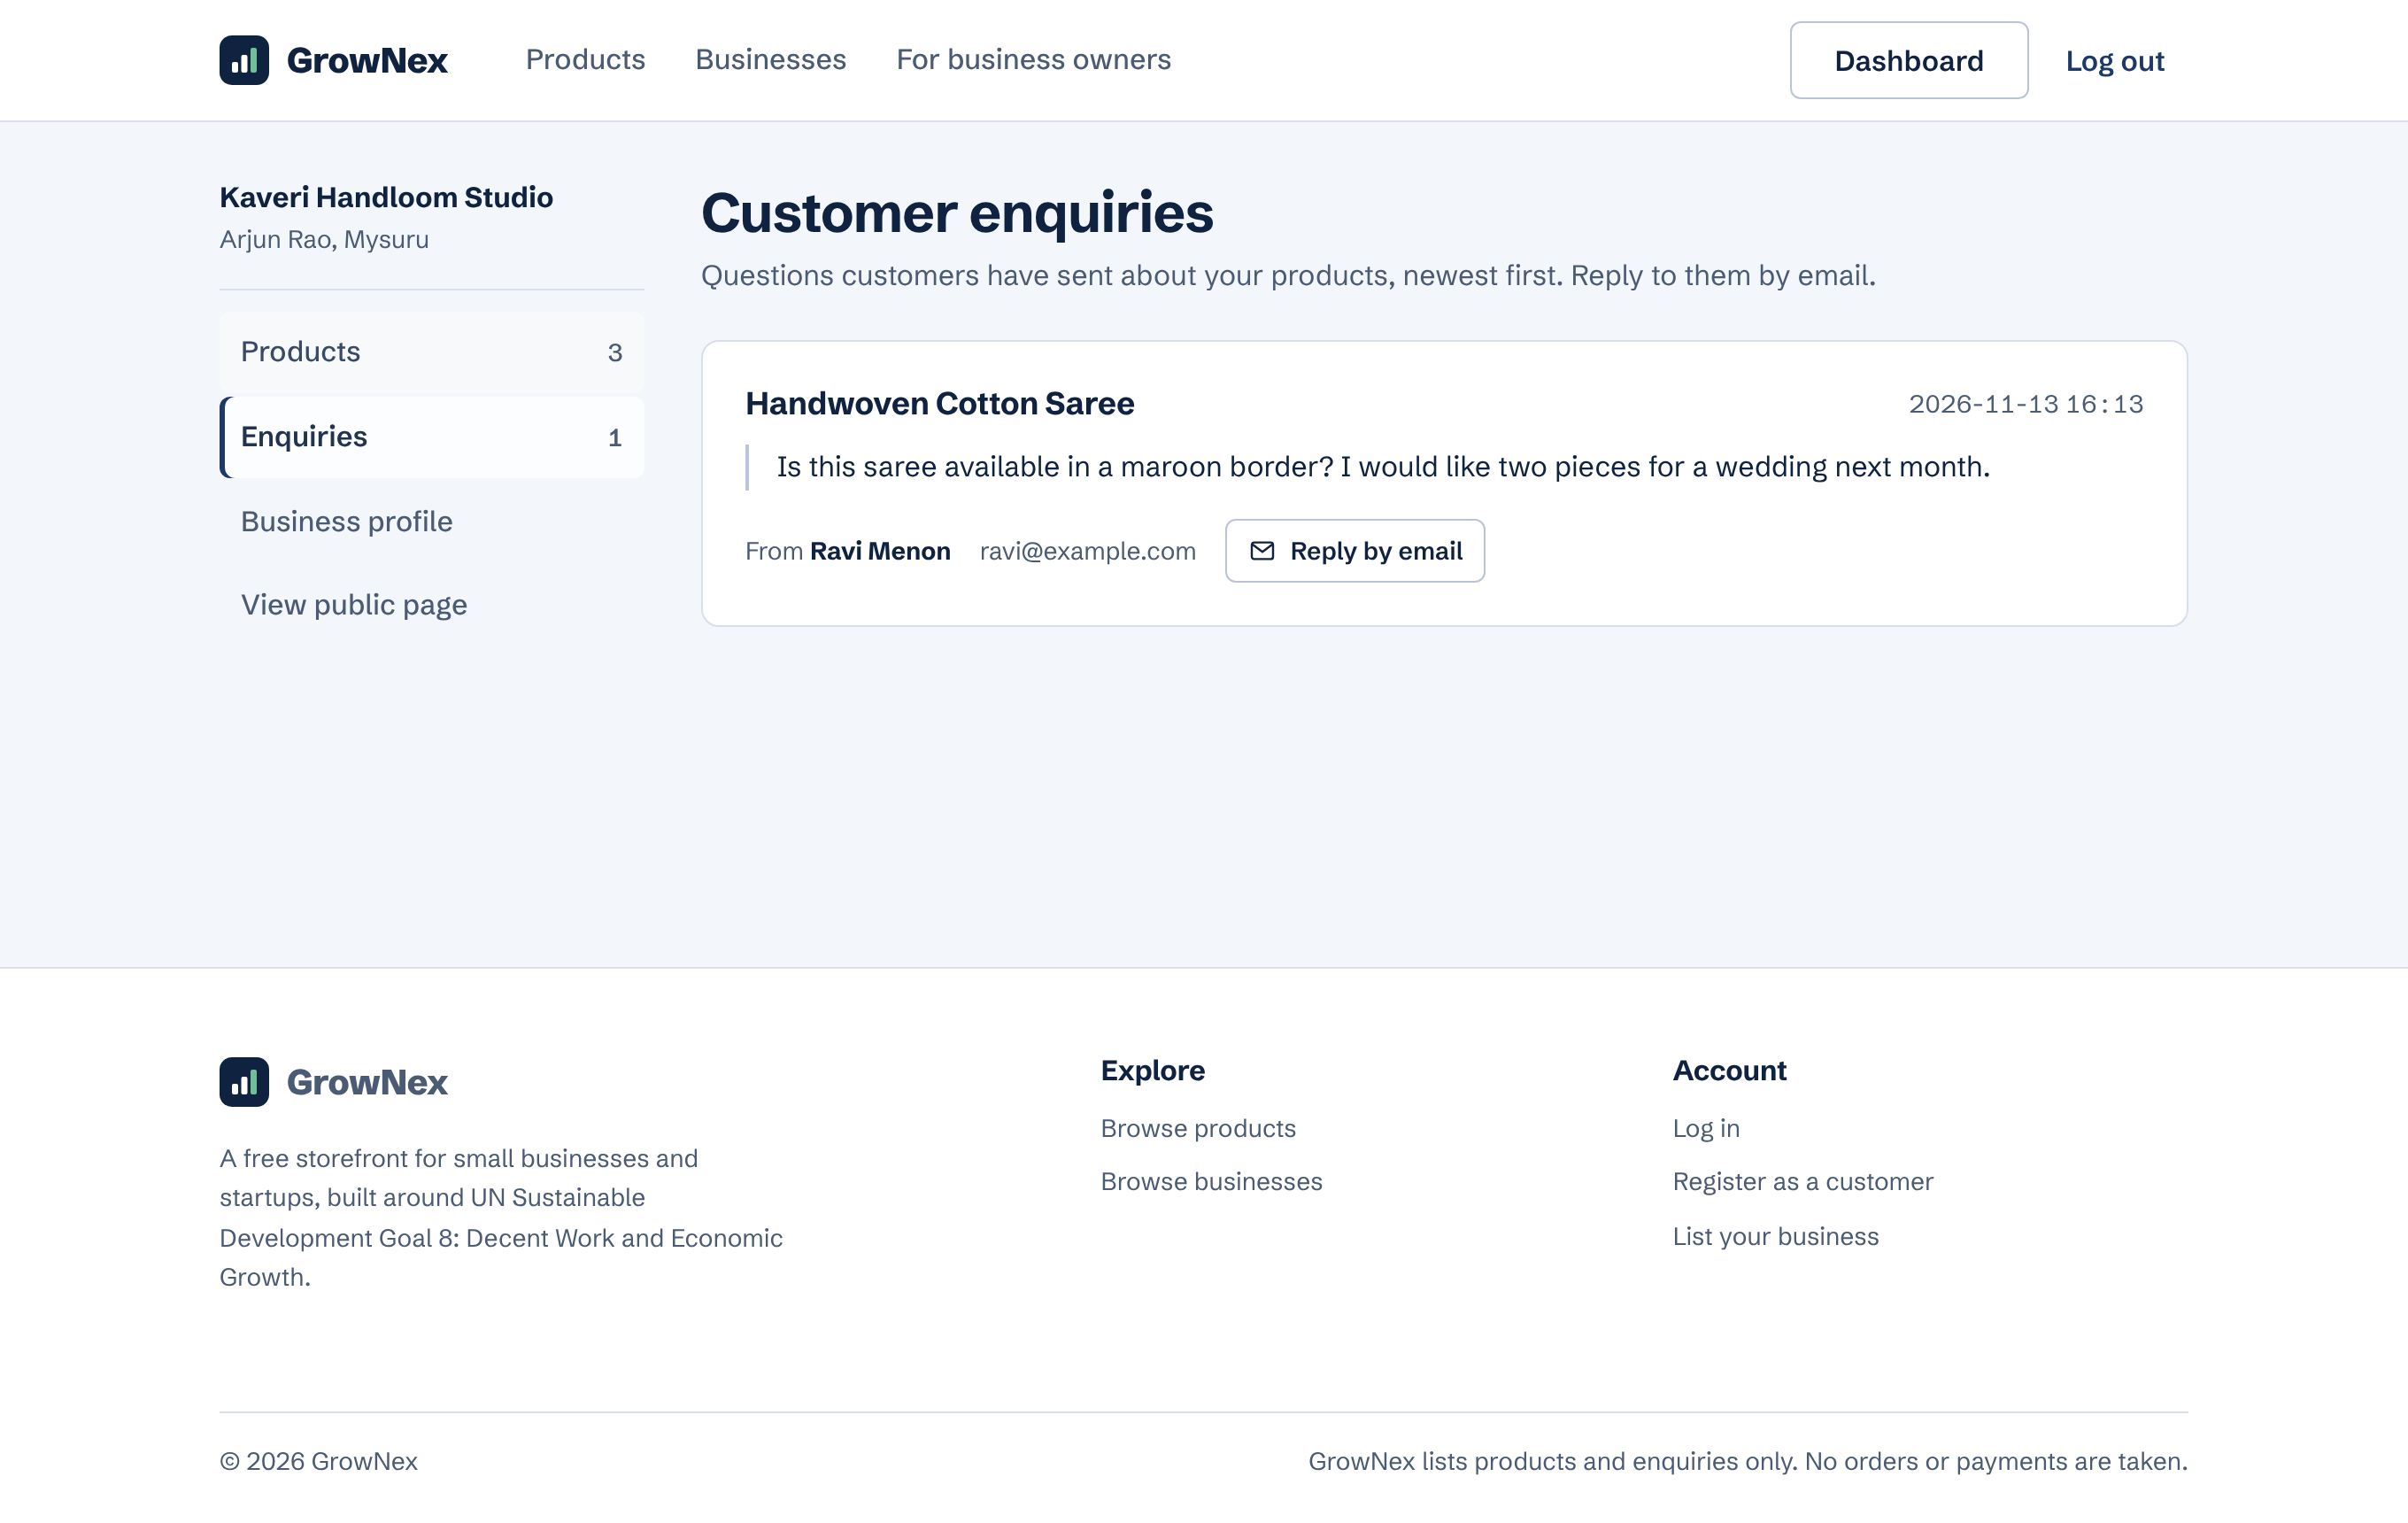 GrowNex
Products
Businesses
For business owners
Dashboard
Log out
Kaveri Handloom Studio
Arjun Rao, Mysuru
Products 3
Enquiries 1
Business profile
View public page
Customer enquiries
Questions customers have sent about your products, newest first. Reply to them by email.
Handwoven Cotton Saree
2026-11-13 16:13
Is this saree available in a maroon border? I would like two pieces for a wedding next month.
From Ravi Menon ravi@example.com Reply by email
GrowNex
A free storefront for small businesses and
startups, built around UN Sustainable
Development Goal 8: Decent Work and Economic
Growth.
Explore
Browse products
Browse businesses
Account
Log in
Register as a customer
List your business
© 2026 GrowNex
GrowNex lists products and enquiries only. No orders or payments are taken.